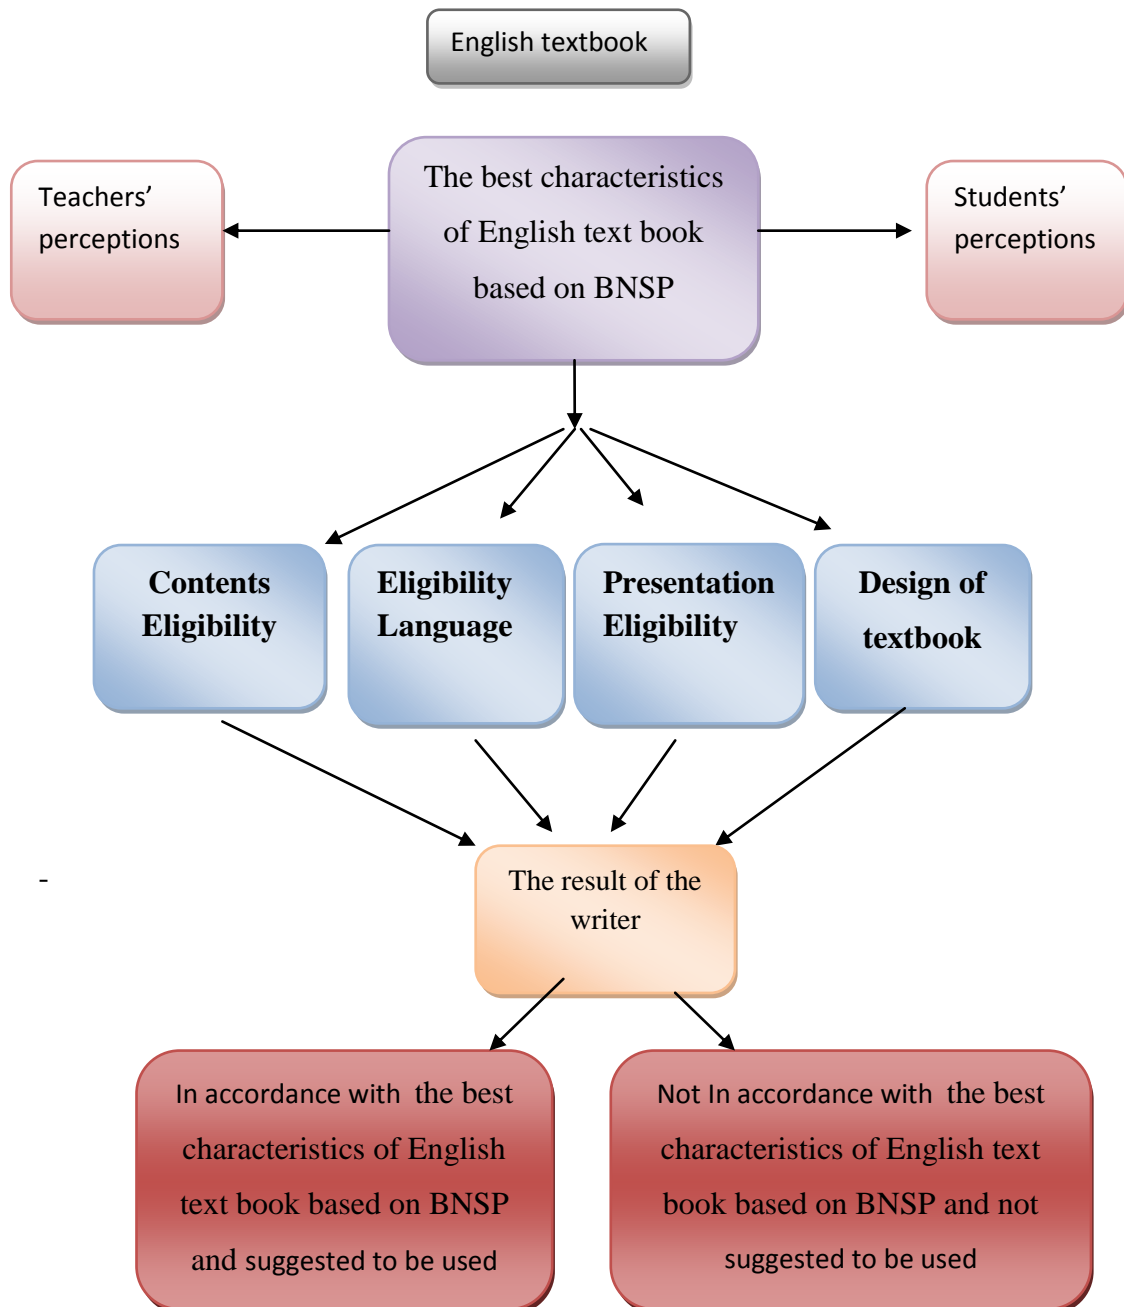 English textbook
The best characteristics
of English text book
based on BNSP
Teachers’
perceptions
Students’
perceptions
Contents
Eligibility
Eligibility
Language
Presentation
Eligibility
Design of
textbook
-
The result of the
writer
In accordance with the best
characteristics of English
text book based on BNSP
and suggested to be used
Not In accordance with the best
characteristics of English text
book based on BNSP and not
suggested to be used